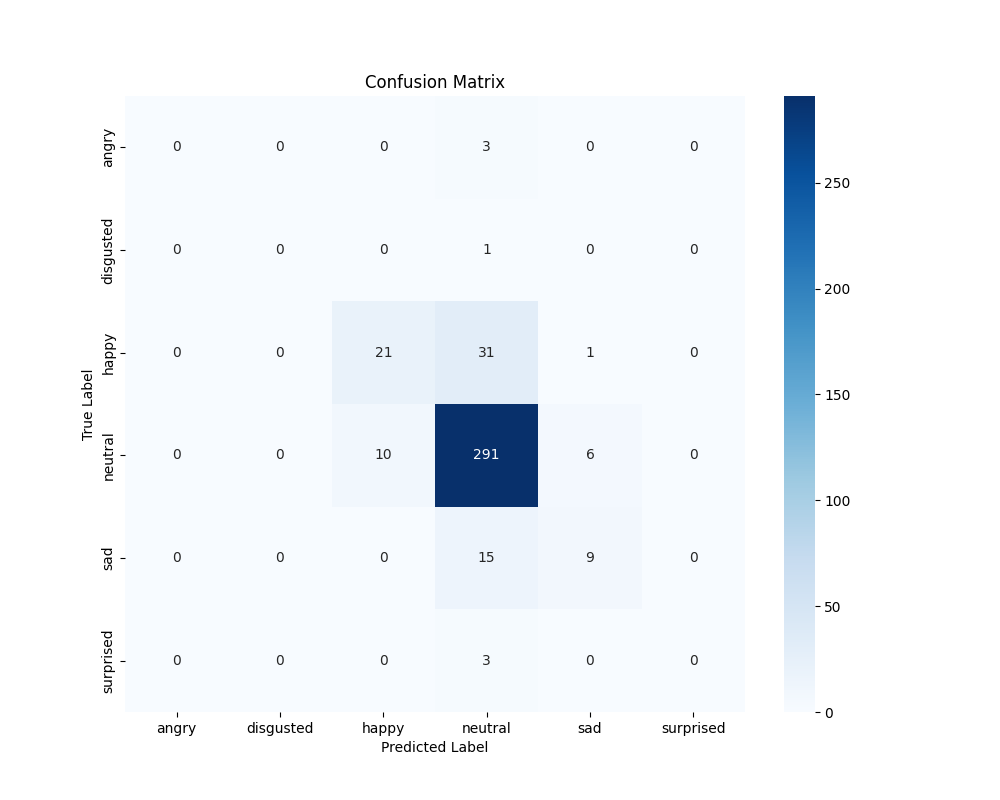 Confusion Matrix
angry 0 0 0 3 0 0
disgusted 0 0 0 1 0 0
happy 0 0 21 31 1 0
neutral 0 0 10 291 6 0
sad 0 0 0 15 9 0
surprised 0 0 0 3 0 0
True Label
angry disgusted happy neutral sad surprised
Predicted Label
250
200
150
100
50
0